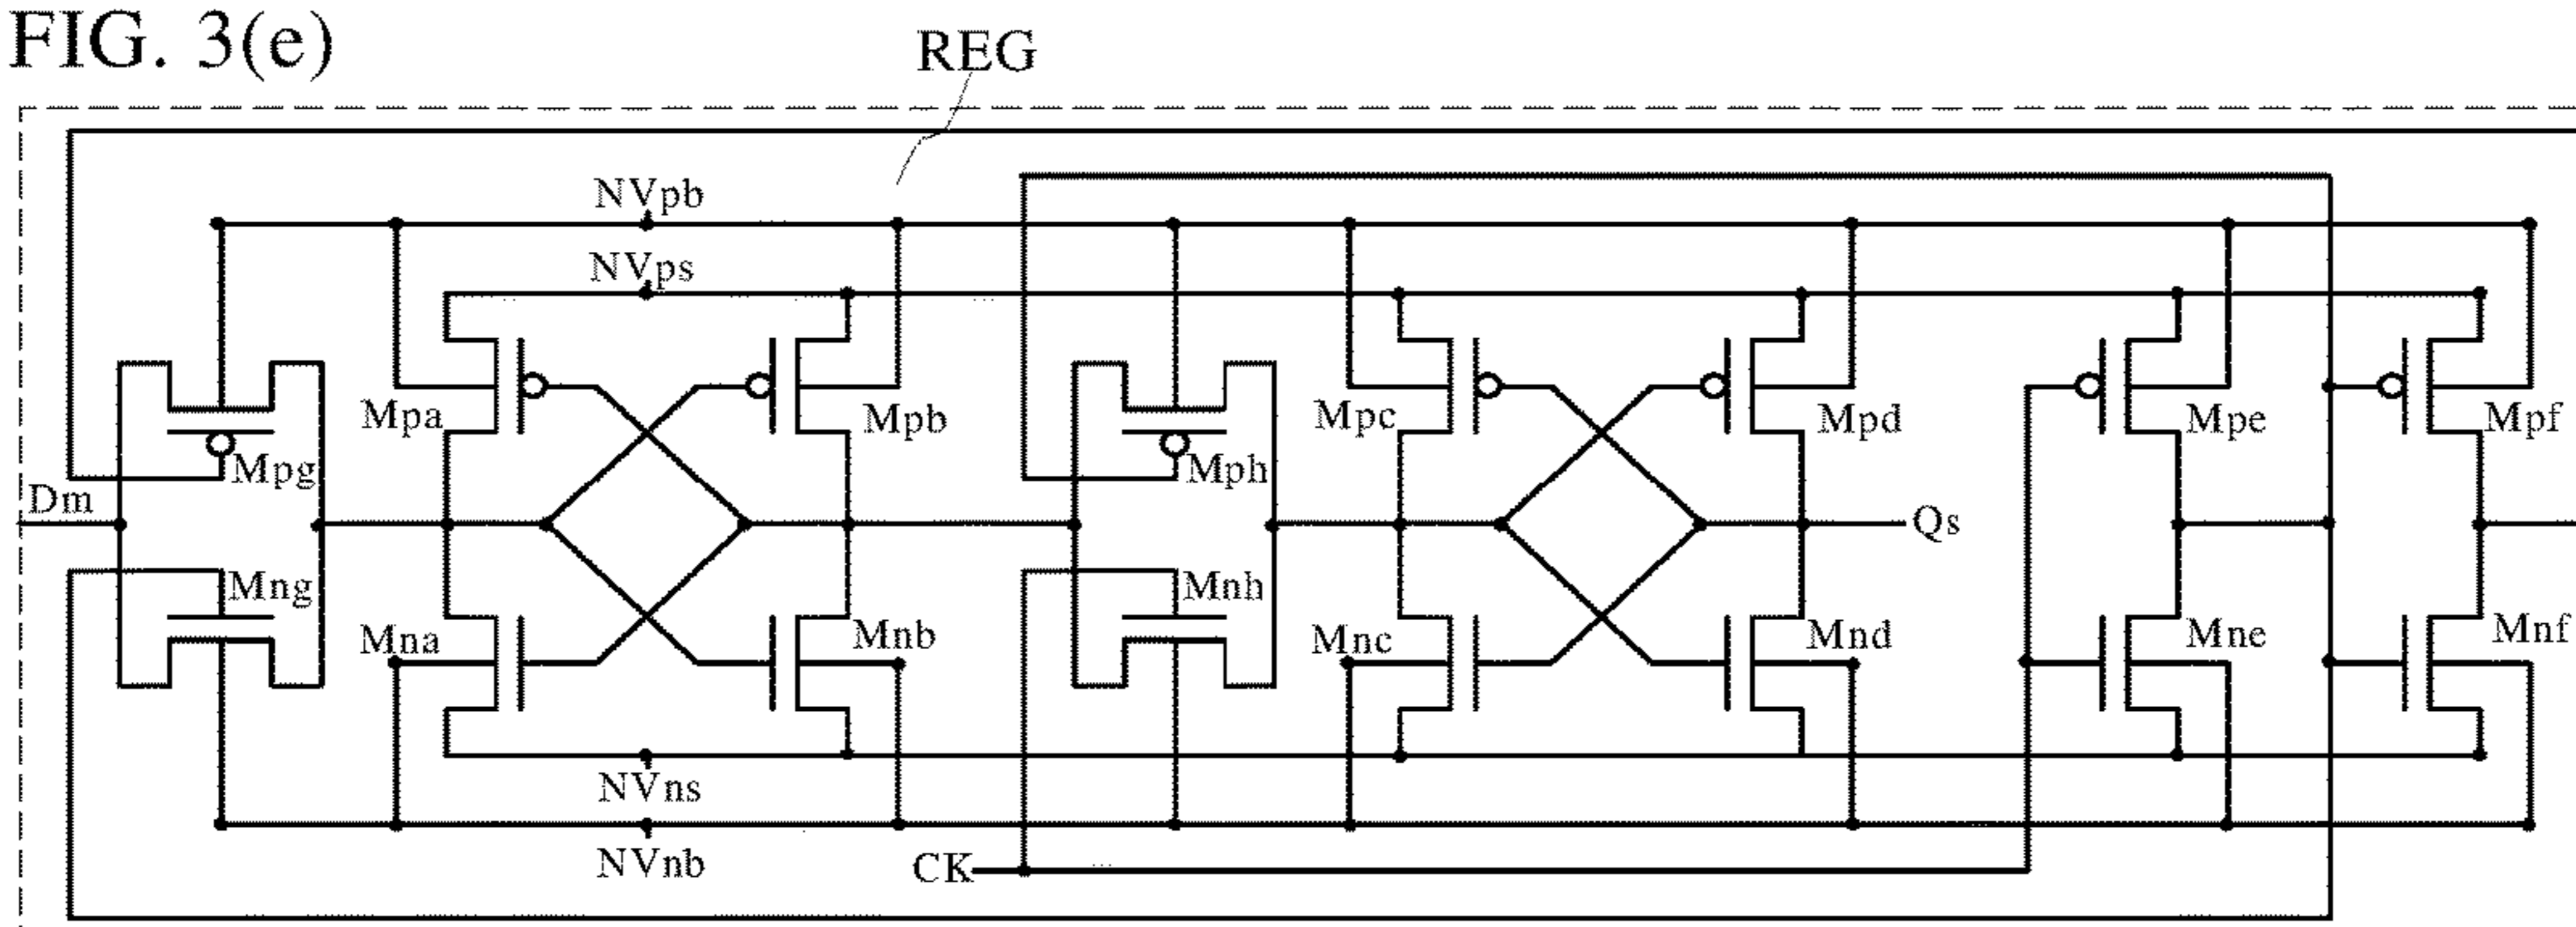 FIG. 3(e)
REG
NVpb
NVps
Mpa
Mpb
Mpc
Mpd
Mpe
Mpf
Mpg
Mph
Dm
Qs
Mng
Mnh
Mna
Mnb
Mnc
Mnd
Mne
Mnf
NVns
NVnb
CK